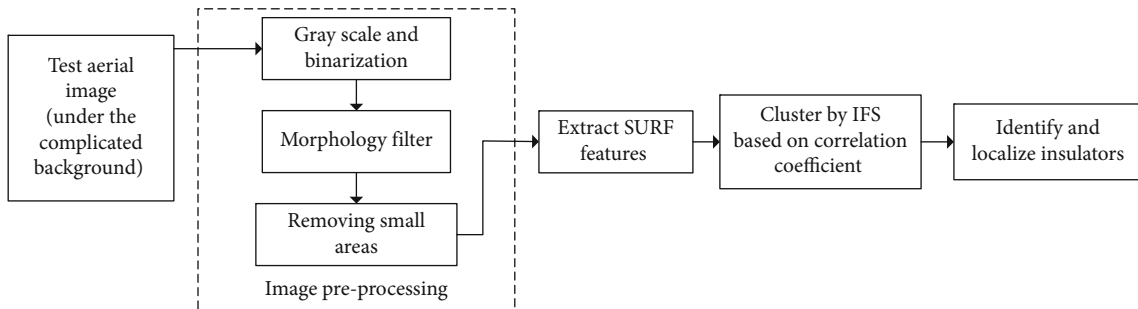 Test aerial
image
(under the
complicated
background)
Gray scale and
binarization
Morphology filter
Removing small
areas
Image pre-processing
Extract SURF
features
Cluster by IFS
based on correlation
coefficient
Identify and
localize insulators